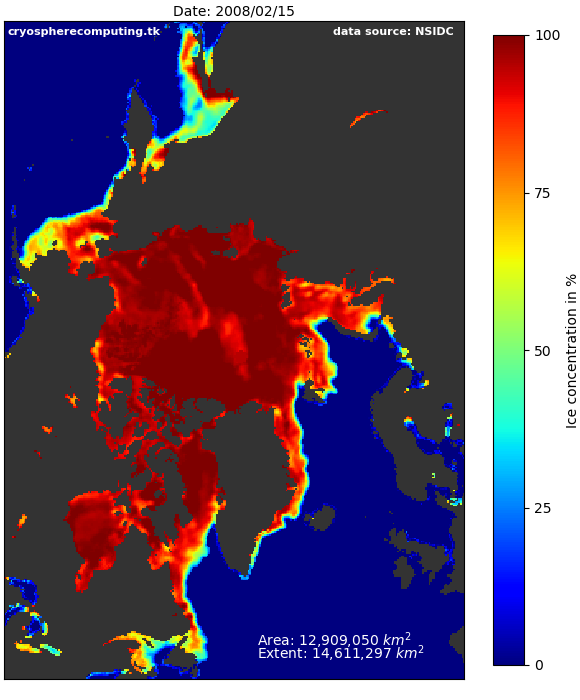 Date: 2008/02/15
cryospherecomputing.tk
data source: NSIDC
100
75
50
25
0
Ice concentration in %
Area: 12,909,050 km²
Extent: 14,611,297 km²